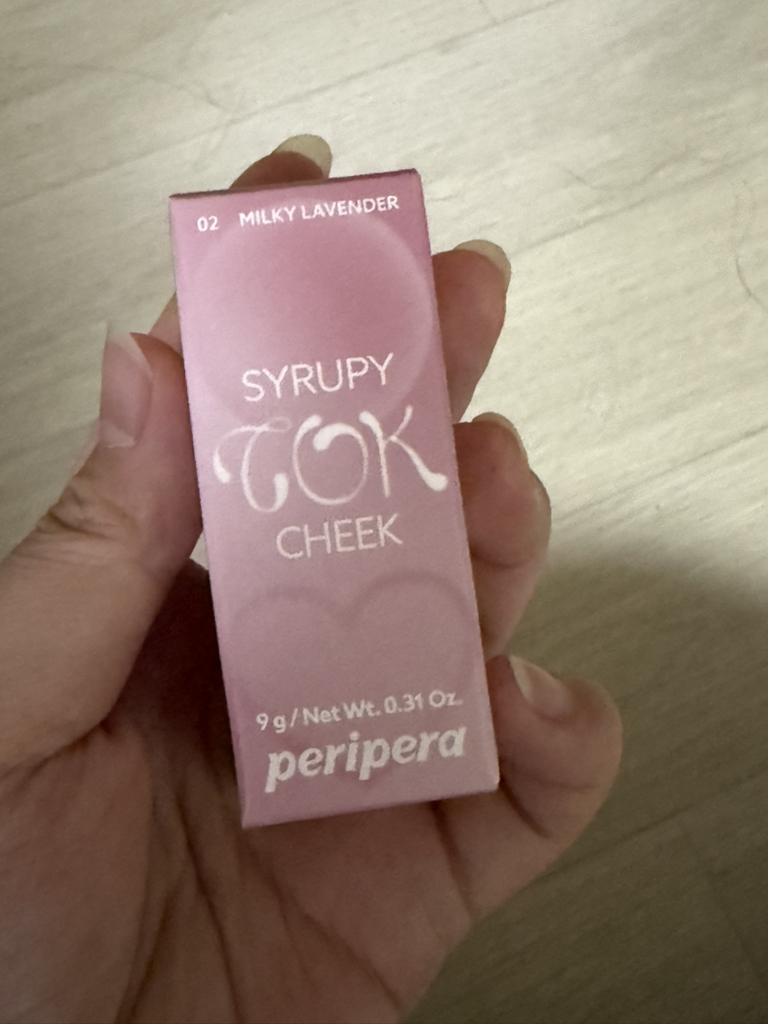 02 MILKY LAVENDER
SYRUPY
TOK
CHEEK
9 g / Net Wt. 0.31 Oz.
peripera